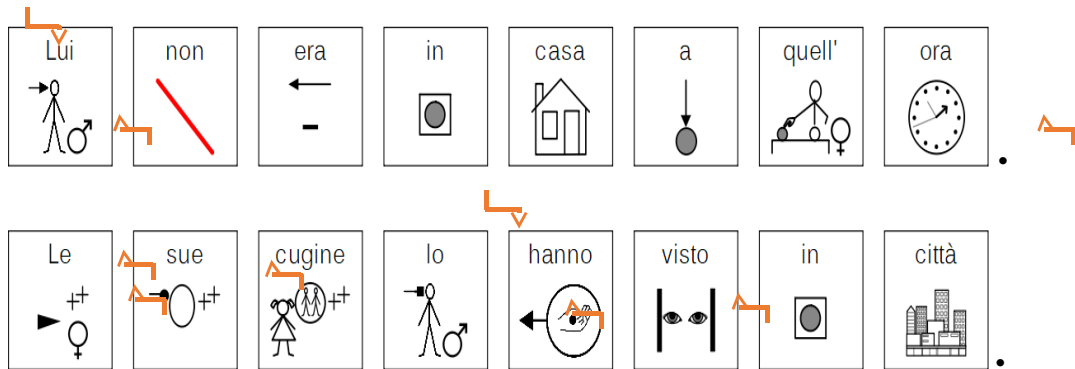 Lui non era in casa a quell' ora .
Le sue cugine lo hanno visto in città .